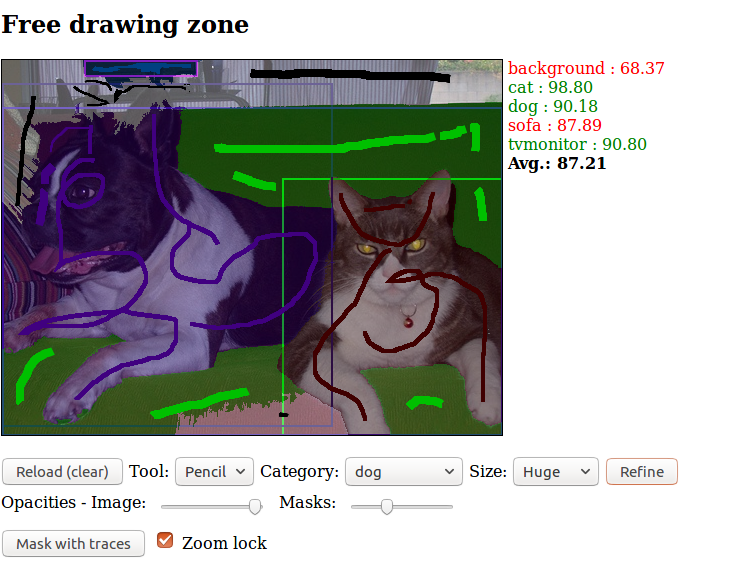 Free drawing zone
background : 68.37
cat : 98.80
dog : 90.18
sofa : 87.89
tvmonitor : 90.80
Avg.: 87.21
Reload (clear) Tool: Pencil Category: dog Size: Huge Refine
Opacities - Image: Masks:
Mask with traces Zoom lock